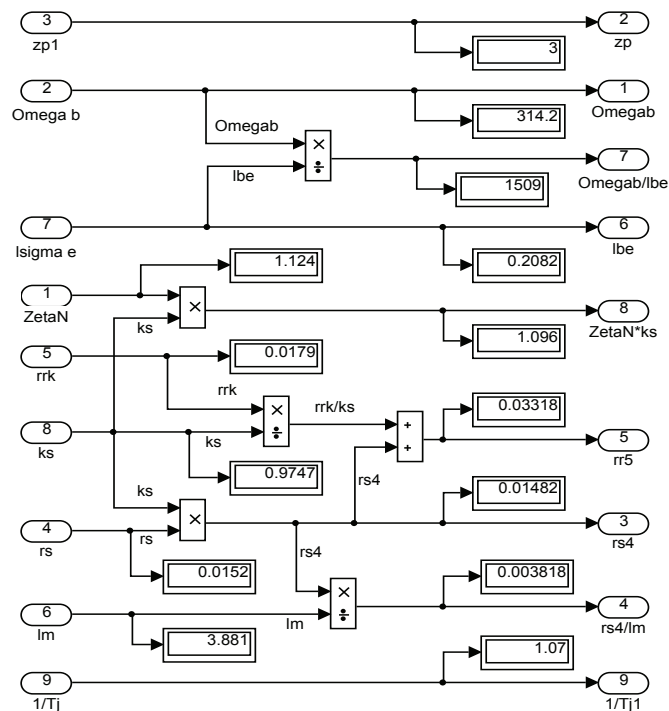 3
2
zp1
3
zp
2
1
Omega b
Omegab
Omegab
314.2
×
÷
7
lbe
1509
Omegab/lbe
7
6
lsigma e
lbe
1.124
0.2082
1
×
8
ZetaN
ks
ZetaN*ks
5
0.0179
1.096
rrk
rrk
×
÷
rrk/ks
+
+
0.03318
8
ks
5
ks
rr5
0.9747
rs4
ks
0.01482
4
rs
×
3
rs
rs4
0.0152
rs4
×
÷
0.003818
6
lm
4
lm
rs4/lm
3.881
1.07
9
9
1/Tj
1/Tj1